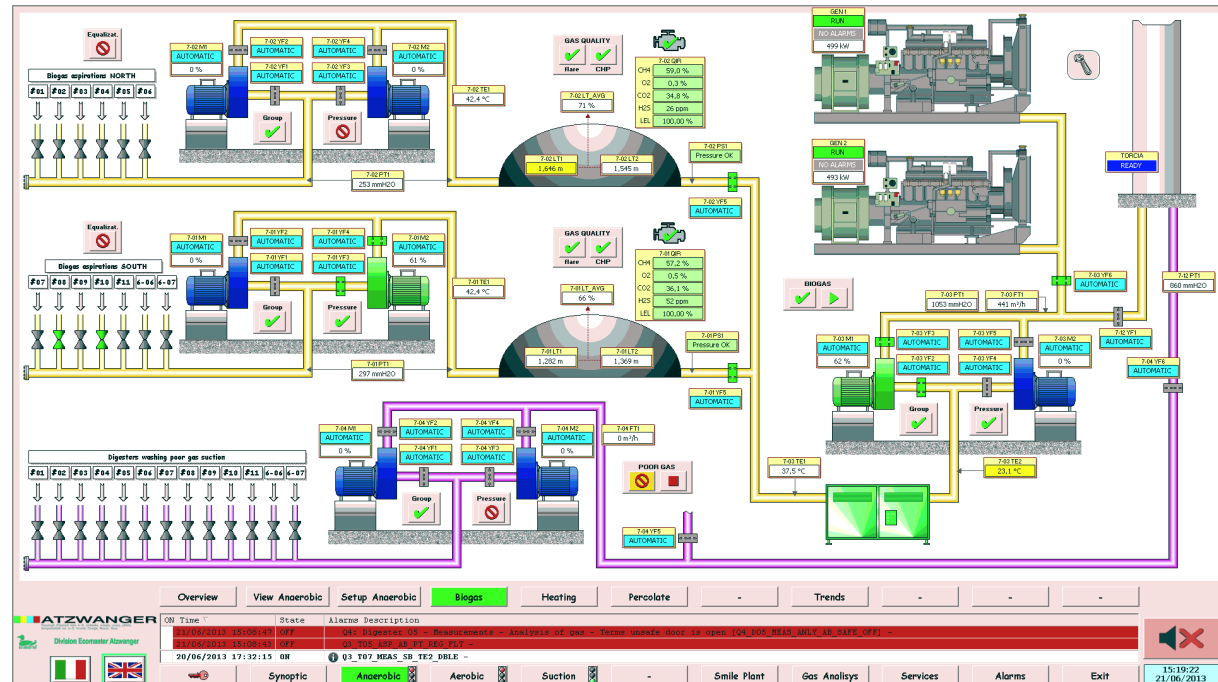 Equalizat.
Biogas aspirations NORTH
#01 #02 #03 #04 #05 #06
7-02 M1
AUTOMATIC
0 %
7-02 YF2
AUTOMATIC
7-02 YF4
AUTOMATIC
7-02 M2
AUTOMATIC
0 %
7-02 YF1
AUTOMATIC
7-02 YF3
AUTOMATIC
Group
Pressure
7-02 TE1
42,4 °C
7-02 PT1
253 mmH2O
GAS QUALITY
flare CHP
7-02 LT_AVG
71 %
7-02 QIR
CH4 59,0 %
O2 0,3 %
CO2 34,8 %
H2S 26 ppm
LEL 100,00 %
7-02 LT1
1,646 m
7-02 LT2
1,545 m
7-02 PS1
Pressure OK
7-02 YF5
AUTOMATIC
GEN 1
RUN
NO ALARMS
499 kW
GEN 2
RUN
NO ALARMS
493 kW
TORCIA
READY
Equalizat.
Biogas aspirations SOUTH
#07 #08 #09 #10 #11 6-06 6-07
7-01 M1
AUTOMATIC
0 %
7-01 YF2
AUTOMATIC
7-01 YF4
AUTOMATIC
7-01 M2
AUTOMATIC
61 %
7-01 YF1
AUTOMATIC
7-01 YF3
AUTOMATIC
Group
Pressure
7-01 TE1
42,4 °C
7-01 PT1
297 mmH2O
GAS QUALITY
flare CHP
7-01 LT_AVG
66 %
7-01 QIR
CH4 57,2 %
O2 0,5 %
CO2 36,1 %
H2S 52 ppm
LEL 100,00 %
7-01 LT1
1,282 m
7-01 LT2
1,369 m
7-01 PS1
Pressure OK
7-01 YF5
AUTOMATIC
BIOGAS
7-03 PT1
1053 mmH2O
7-03 FT1
441 m³/h
7-03 YF6
AUTOMATIC
7-12 PT1
860 mmH2O
7-03 M1
AUTOMATIC
62 %
7-03 YF3
AUTOMATIC
7-03 YF5
AUTOMATIC
7-03 M2
AUTOMATIC
0 %
7-12 YF1
AUTOMATIC
7-03 YF2
AUTOMATIC
7-03 YF4
AUTOMATIC
7-04 YF6
AUTOMATIC
Group
Pressure
7-03 TE1
37,5 °C
7-03 TE2
23,1 °C
Digesters washing poor gas suction
#01 #02 #03 #04 #05 #06 #07 #08 #09 #10 #11 6-06 6-07
7-04 M1
AUTOMATIC
0 %
7-04 YF2
AUTOMATIC
7-04 YF4
AUTOMATIC
7-04 M2
AUTOMATIC
0 %
7-04 YF1
AUTOMATIC
7-04 YF3
AUTOMATIC
Group
Pressure
7-04 FT1
0 m³/h
POOR GAS
7-04 YF5
AUTOMATIC
Overview View Anaerobic Setup Anaerobic Biogas Heating Percolate - Trends - - -
ATZWANGER
Division Ecomaster Atzwanger
ON Time State Alarms Description
21/06/2013 15:08:47 OFF Q4: Digester 05 - Measurements - Analysis of gas - Terms unsafe door is open [Q4_D05_MEAS_ANLY_AB_SAFE_OFF] -
21/06/2013 15:08:43 OFF Q3_T05_ASP_AB_PT_REG_FLT -
20/06/2013 17:32:15 ON Q3_T07_MEAS_SB_TE2_DBLE -
Synoptic Anaerobic Aerobic Suction - Smile Plant Gas Analisys Services Alarms Exit
15:19:22
21/06/2013